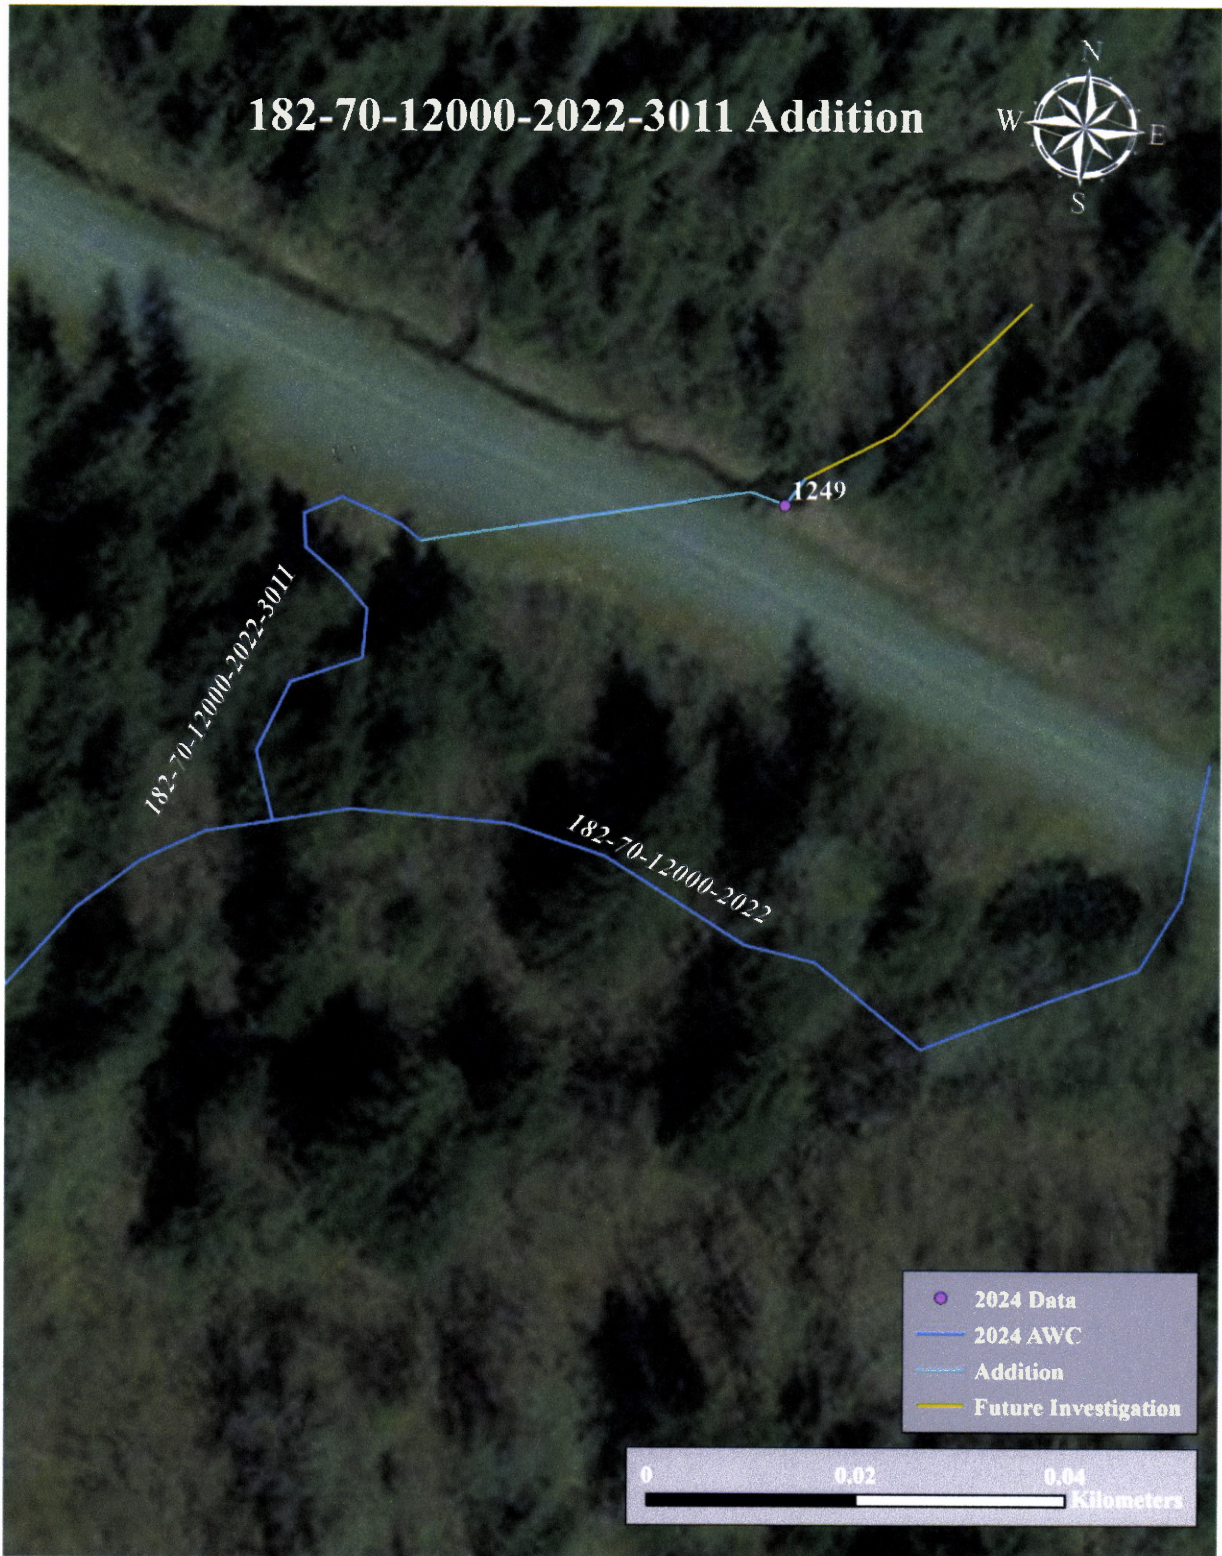 N
182-70-12000-2022-3011 Addition
W
E
S
1249
182-70-12000-2022-3011
182-70-12000-2022
2024 Data
2024 AWC
Addition
Future Investigation
0 0.02 0.04
Kilometers